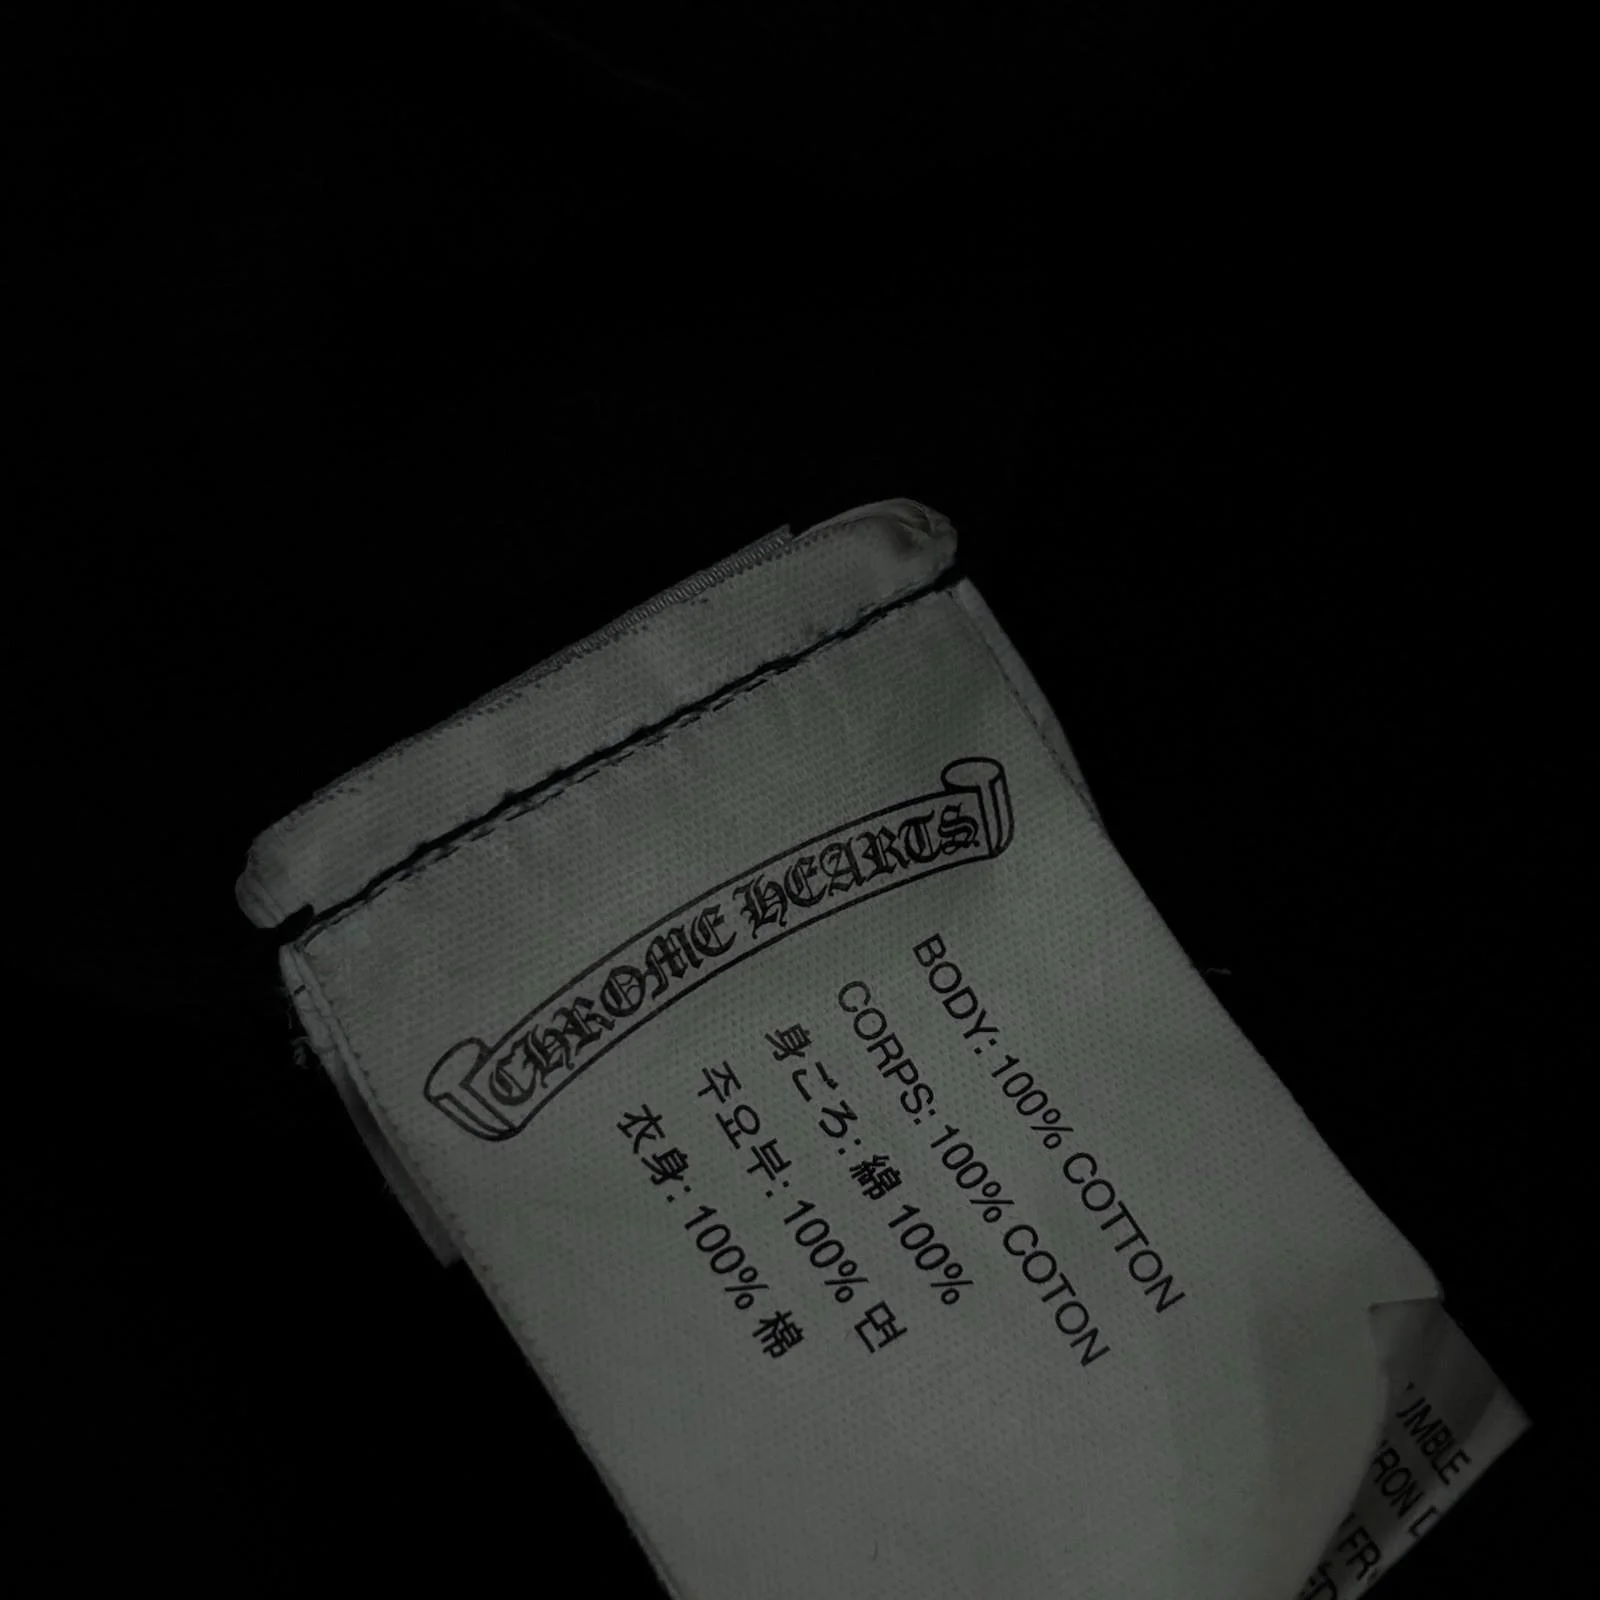 CHROME HEARTS
BODY: 100% COTTON
CORPS: 100% COTON
身ごろ: 綿 100%
주요부: 100% 면
衣身: 100% 棉
IRON